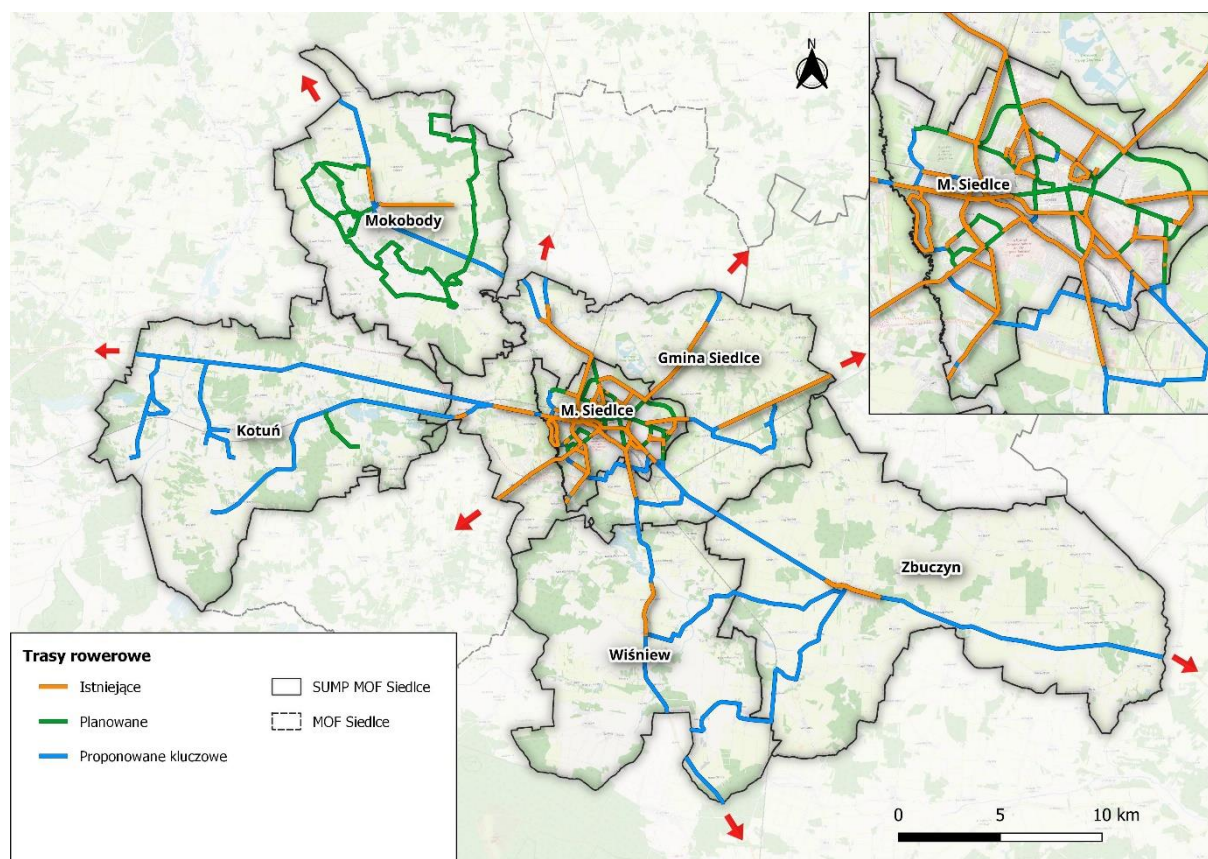 N
M. Siedlce
Mokobody
Gmina Siedlce
M. Siedlce
Kotuń
Zbuczyn
Wiśniew
Trasy rowerowe
Istniejące
SUMP MOF Siedlce
Planowane
MOF Siedlce
Proponowane kluczowe
0 5 10 km